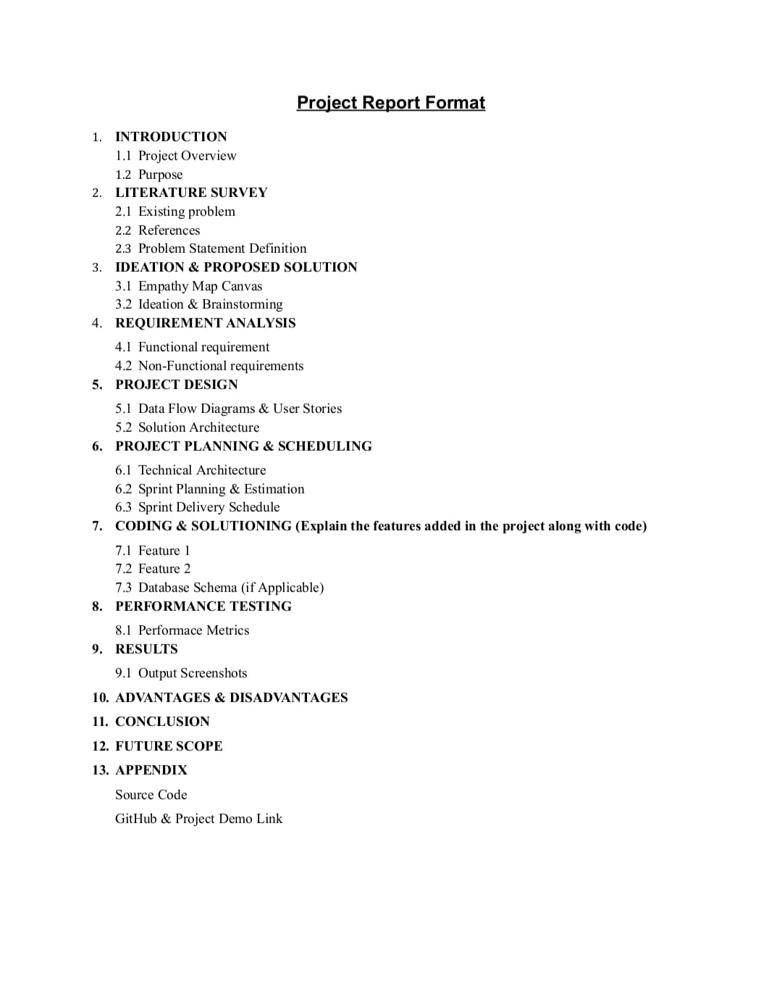 Project Report Format
1. INTRODUCTION
1.1 Project Overview
1.2 Purpose
2. LITERATURE SURVEY
2.1 Existing problem
2.2 References
2.3 Problem Statement Definition
3. IDEATION & PROPOSED SOLUTION
3.1 Empathy Map Canvas
3.2 Ideation & Brainstorming
4. REQUIREMENT ANALYSIS
4.1 Functional requirement
4.2 Non-Functional requirements
5. PROJECT DESIGN
5.1 Data Flow Diagrams & User Stories
5.2 Solution Architecture
6. PROJECT PLANNING & SCHEDULING
6.1 Technical Architecture
6.2 Sprint Planning & Estimation
6.3 Sprint Delivery Schedule
7. CODING & SOLUTIONING (Explain the features added in the project along with code)
7.1 Feature 1
7.2 Feature 2
7.3 Database Schema (if Applicable)
8. PERFORMANCE TESTING
8.1 Performace Metrics
9. RESULTS
9.1 Output Screenshots
10. ADVANTAGES & DISADVANTAGES
11. CONCLUSION
12. FUTURE SCOPE
13. APPENDIX
Source Code
GitHub & Project Demo Link